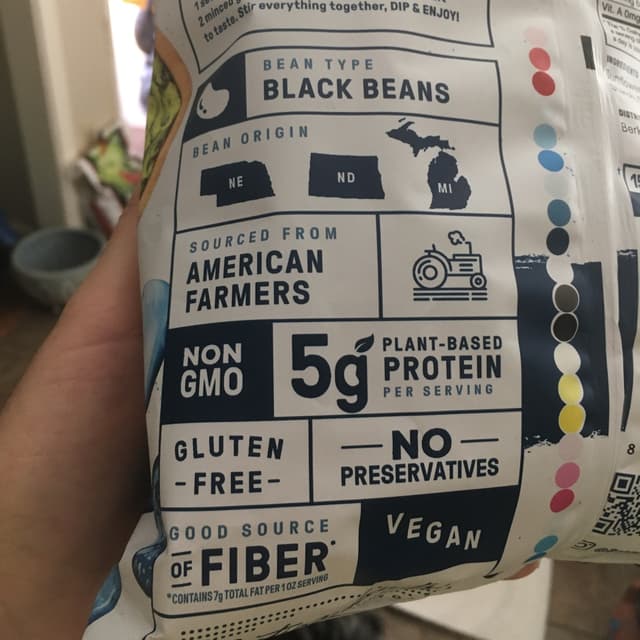 2 minced
to taste. Stir everything together, DIP & ENJOY!
BEAN TYPE
BLACK BEANS
BEAN ORIGIN
NE
ND
MI
SOURCED FROM
AMERICAN
FARMERS
NON
GMO
5g PLANT-BASED
PROTEIN
PER SERVING
GLUTEN
-FREE-
— NO —
PRESERVATIVES
GOOD SOURCE
OF FIBER*
*CONTAINS 7g TOTAL FAT PER 1 OZ SERVING
VEGAN
Vit. A
8